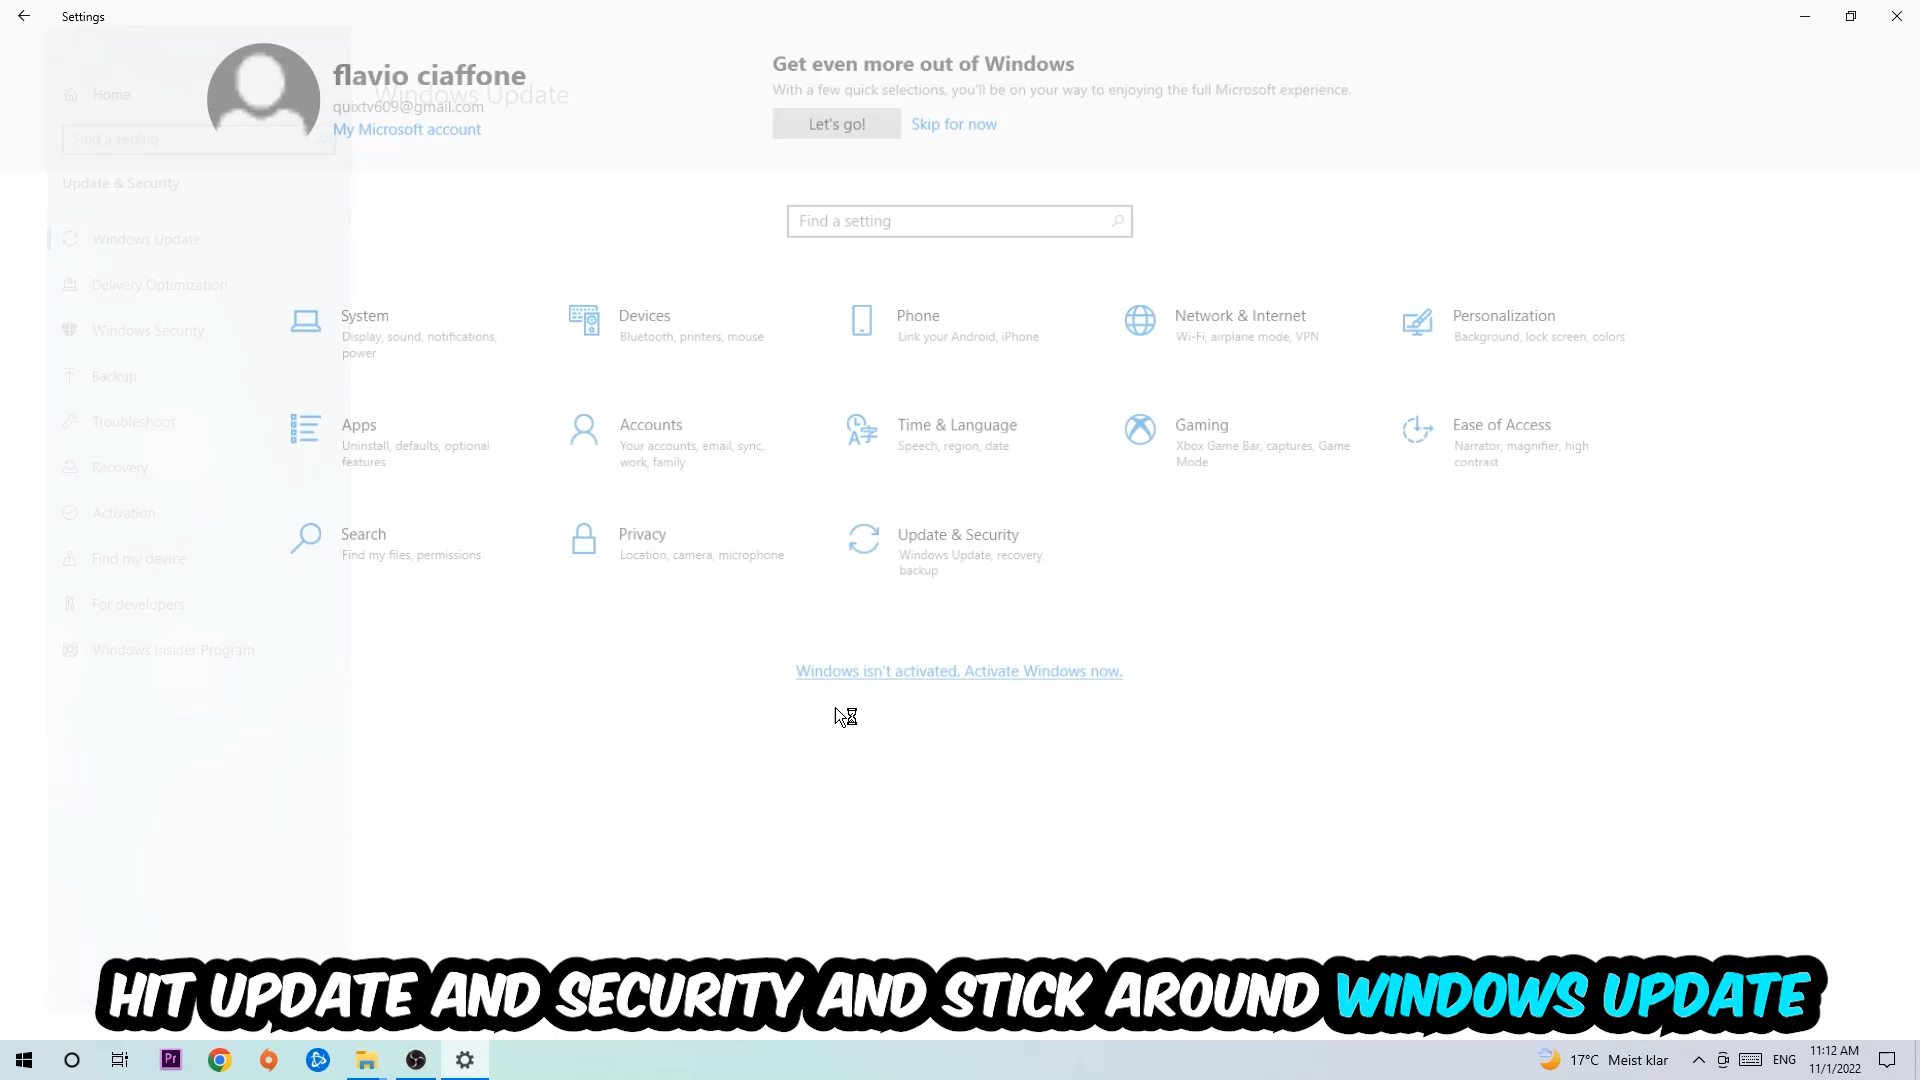 Settings
flavio ciaffone
Windows Update
quixtv609@gmail.com
My Microsoft account
Get even more out of Windows
With a few quick selections, you'll be on your way to enjoying the full Microsoft experience.
Let's go! Skip for now
Home
Find a setting
Update & Security
Windows Update
Delivery Optimization
Windows Security
Backup
Troubleshoot
Recovery
Activation
Find my device
For developers
Windows Insider Program
Find a setting
System
Display, sound, notifications,
power
Devices
Bluetooth, printers, mouse
Phone
Link your Android, iPhone
Network & Internet
Wi-Fi, airplane mode, VPN
Personalization
Background, lock screen, colors
Apps
Uninstall, defaults, optional
features
Accounts
Your accounts, email, sync,
work, family
Time & Language
Speech, region, date
Gaming
Xbox Game Bar, captures, Game
Mode
Ease of Access
Narrator, magnifier, high
contrast
Search
Find my files, permissions
Privacy
Location, camera, microphone
Update & Security
Windows Update, recovery,
backup
Windows isn't activated. Activate Windows now.
HIT UPDATE AND SECURITY AND STICK AROUND WINDOWS UPDATE
Pr
17°C Meist klar
ENG
11:12 AM
11/1/2022